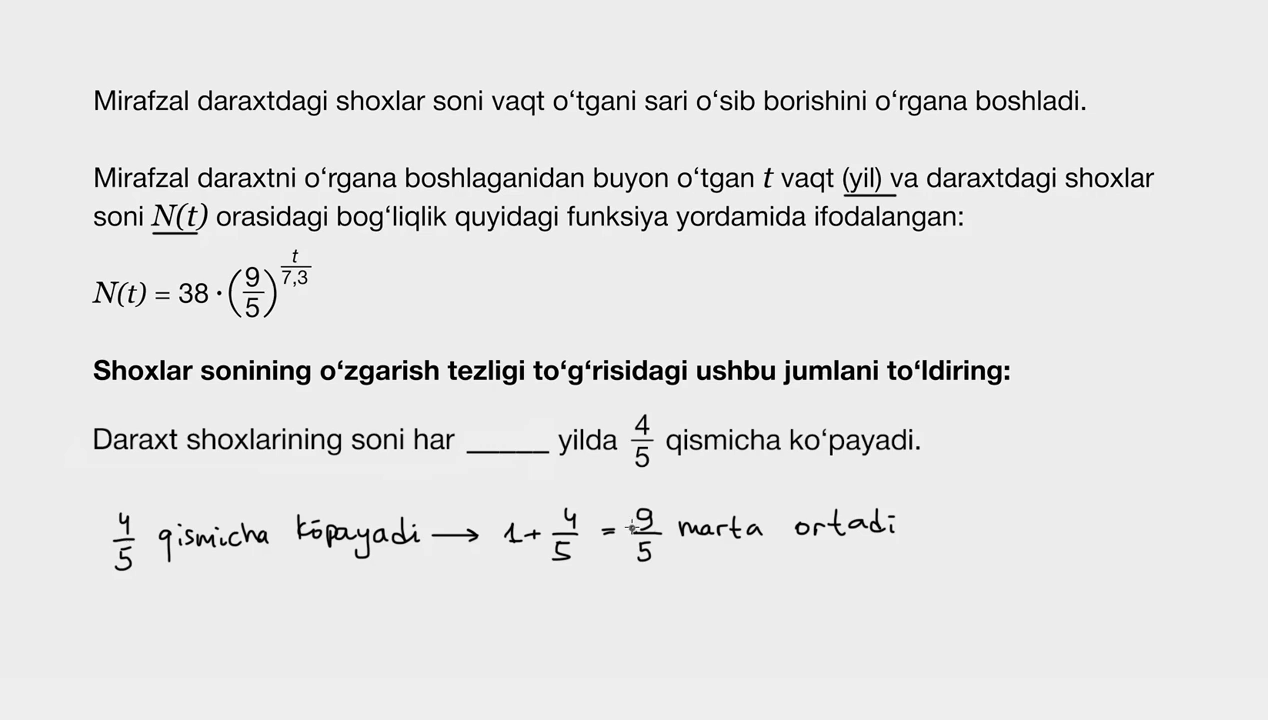 Mirafzal daraxtdagi shoxlar soni vaqt o‘tgani sari o‘sib borishini o‘rgana boshladi.
Mirafzal daraxtni o‘rgana boshlaganidan buyon o‘tgan t vaqt (yil) va daraxtdagi shoxlar
soni N(t) orasidagi bog‘liqlik quyidagi funksiya yordamida ifodalangan:
N(t) = 38 · (9/5)^(t/7,3)
Shoxlar sonining o‘zgarish tezligi to‘g‘risidagi ushbu jumlani to‘ldiring:
Daraxt shoxlarining soni har _____ yilda 4/5 qismicha ko‘payadi.
4/5 qismicha kōpayadi → 1+ 4/5 = 9/5 marta ortadi